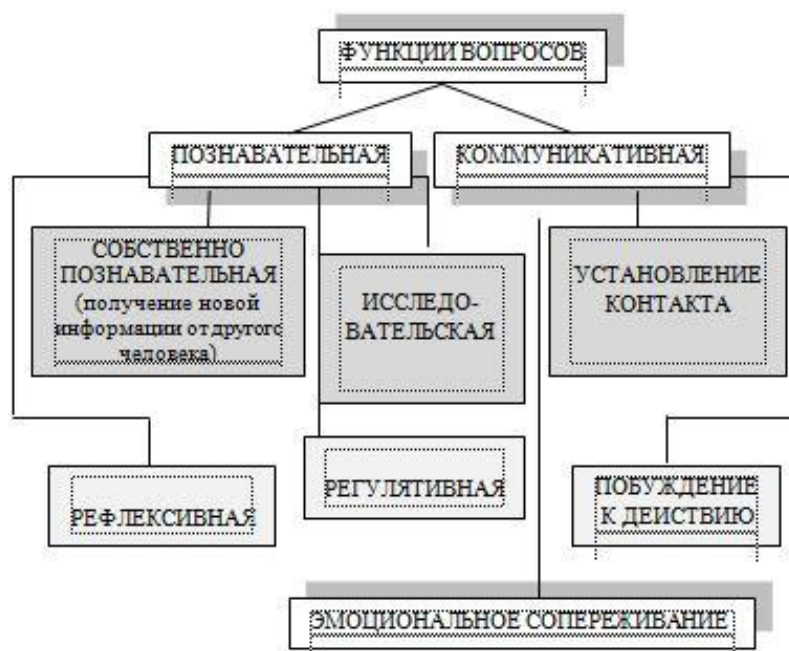 ФУНКЦИИ ВОПРОСОВ
ПОЗНАВАТЕЛЬНАЯ
КОММУНИКАТИВНАЯ
СОБСТВЕННО
ПОЗНАВАТЕЛЬНАЯ
(получение новой
информации от другого
человека)
ИССЛЕДО-
ВАТЕЛЬСКАЯ
УСТАНОВЛЕНИЕ
КОНТАКТА
РЕФЛЕКСИВНАЯ
РЕГУЛЯТИВНАЯ
ПОБУЖДЕНИЕ
К ДЕЙСТВИЮ
ЭМОЦИОНАЛЬНОЕ СОПЕРЕЖИВАНИЕ